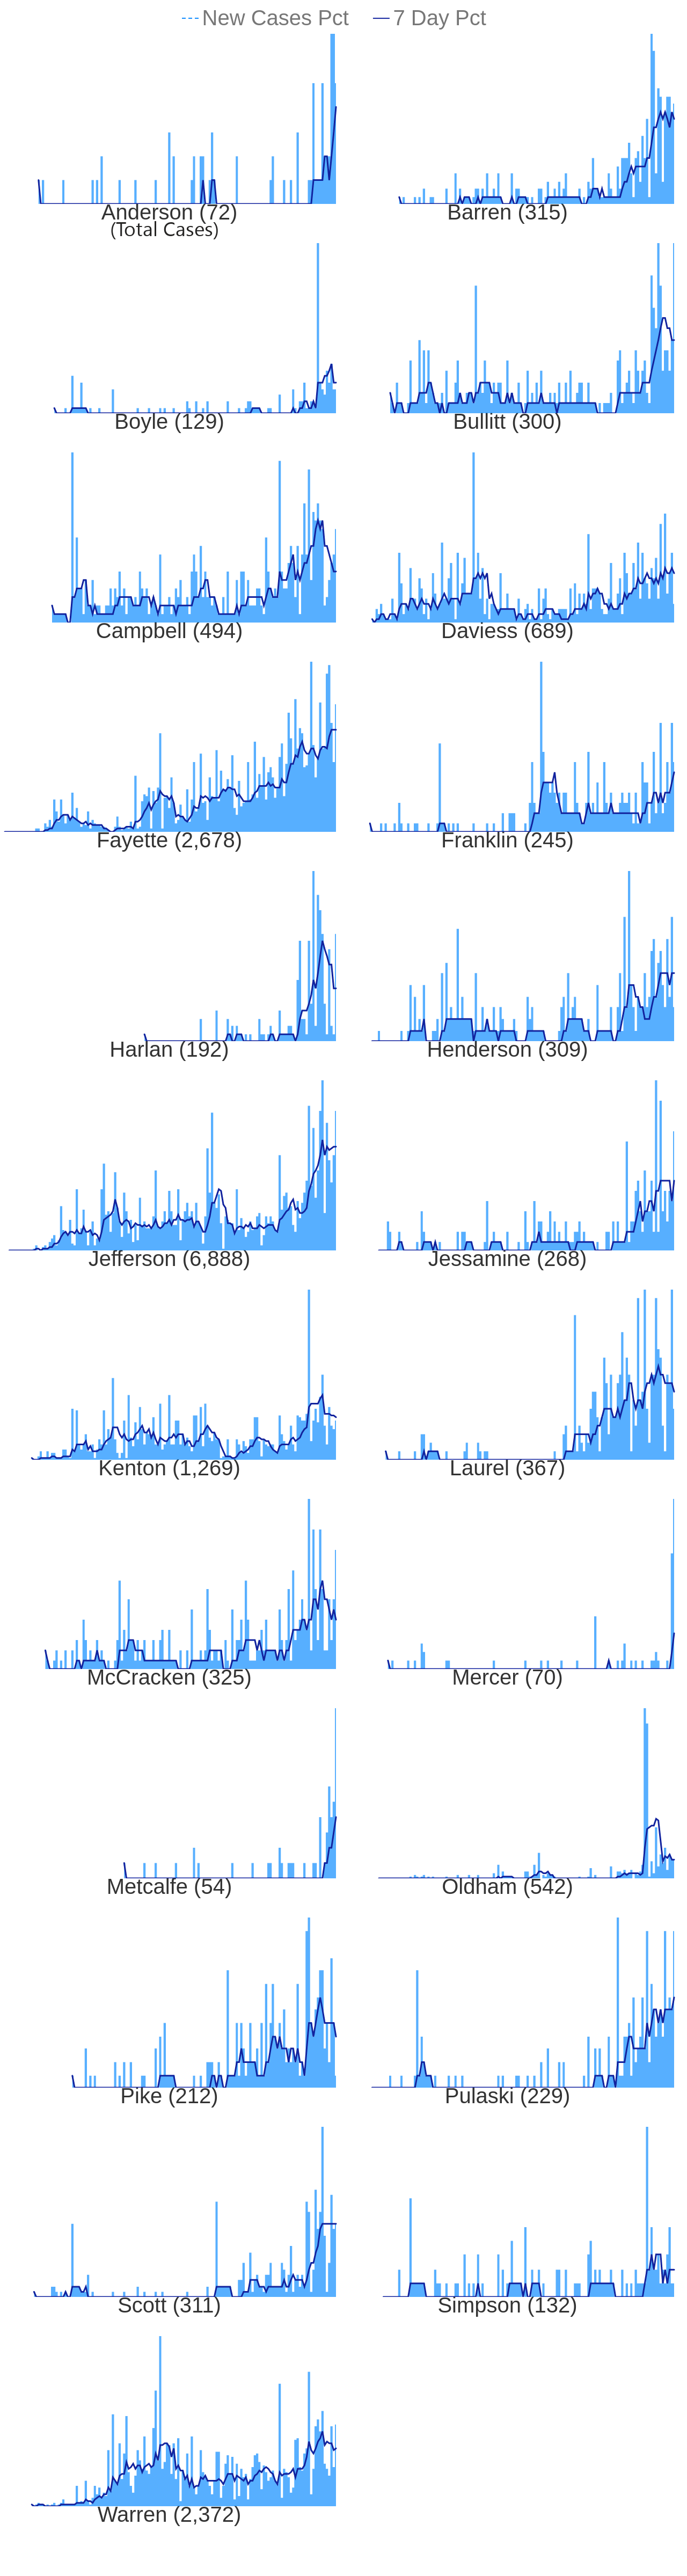 New Cases Pct 7 Day Pct
Anderson (72) Barren (315)
(Total Cases)
Boyle (129) Bullitt (300)
Campbell (494) Daviess (689)
Fayette (2,678) Franklin (245)
Harlan (192) Henderson (309)
Jefferson (6,888) Jessamine (268)
Kenton (1,269) Laurel (367)
McCracken (325) Mercer (70)
Metcalfe (54) Oldham (542)
Pike (212) Pulaski (229)
Scott (311) Simpson (132)
Warren (2,372)